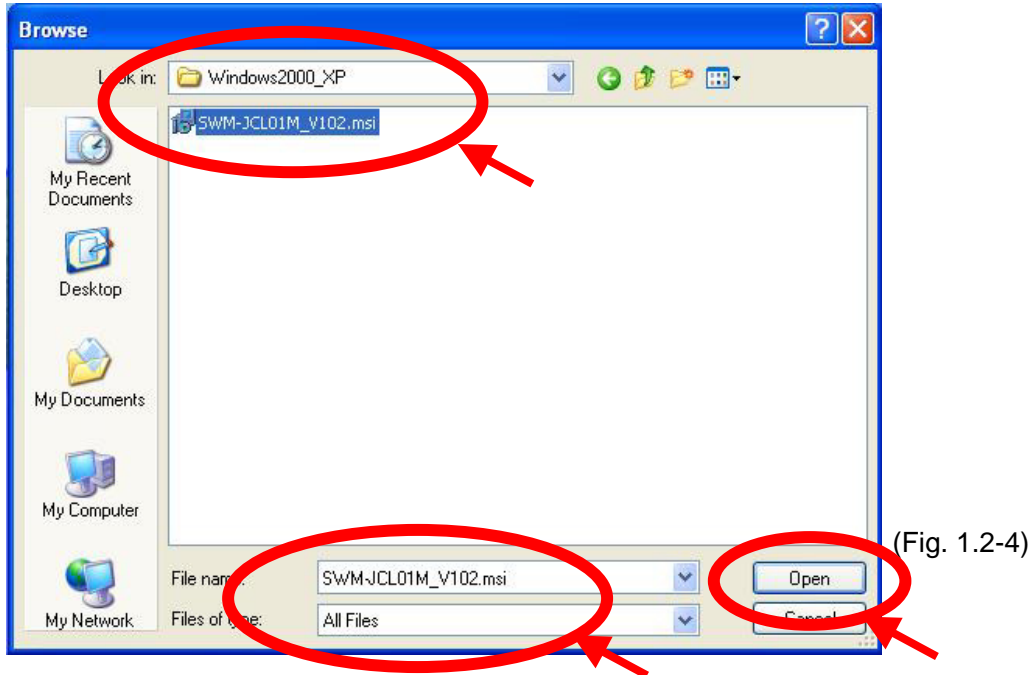 Browse
Look in: Windows2000_XP
SWM-JCL01M_V102.msi
My Recent
Documents
Desktop
My Documents
My Computer
(Fig. 1.2-4)
File name: SWM-JCL01M_V102.msi Open
My Network Files of type: All Files Cancel